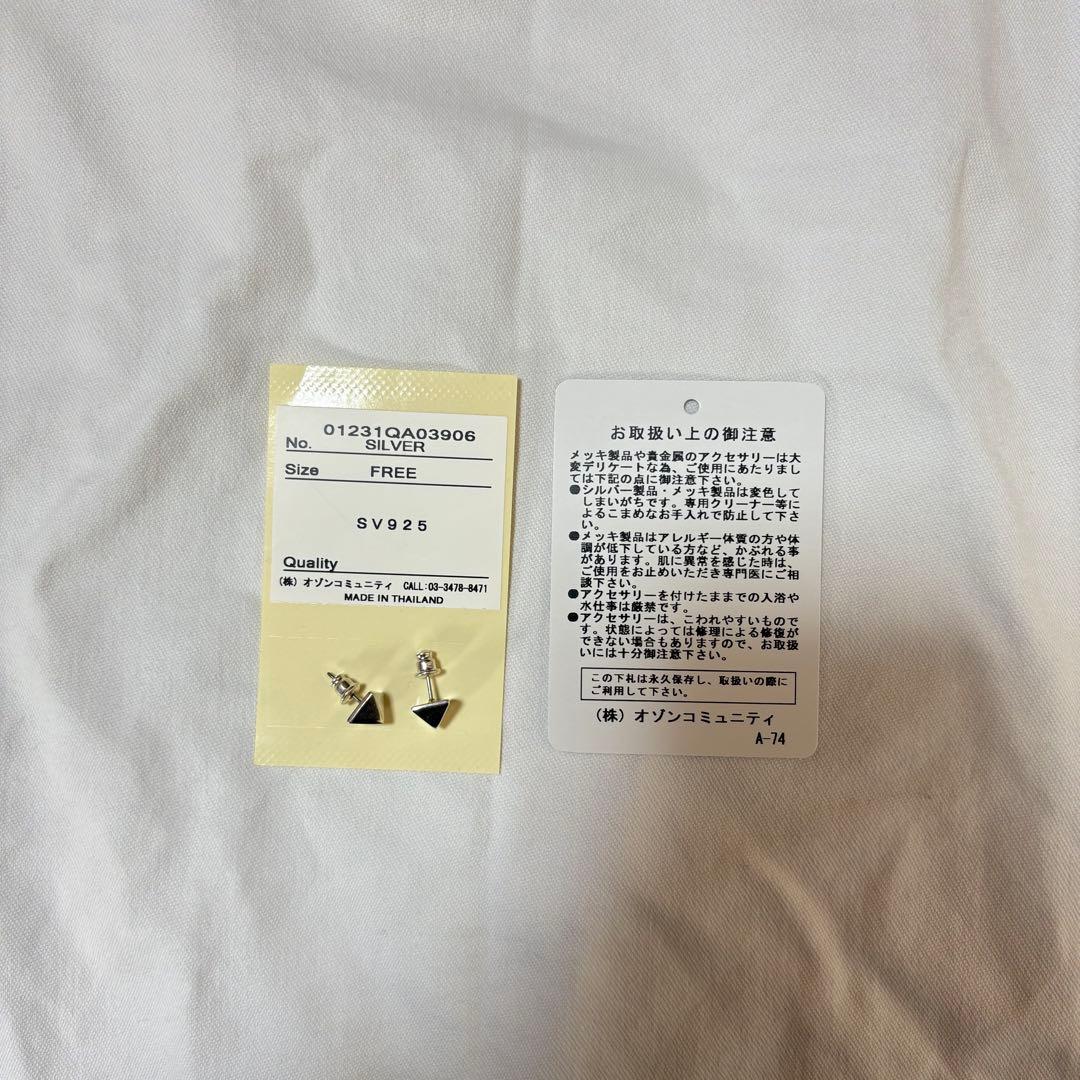 01231QA03906
No. SILVER
Size FREE
SV925
Quality
(株)オゾンコミュニティ CALL:03-3478-8471
MADE IN THAILAND
お取扱い上の御注意
メッキ製品や貴金属のアクセサリーは大
変デリケートな為、ご使用にあたりまし
ては下記の点に御注意下さい。
●シルバー製品・メッキ製品は変色して
しまいがちです。専用クリーナー等に
よるこまめなお手入れで防止して下さ
い。
●メッキ製品はアレルギー体質の方や体
調が低下している方など、かぶれる事
があります。肌に異常を感じた時は、
ご使用をお止めいただき専門医にご相
談下さい。
●アクセサリーを付けたままでの入浴や
水仕事は厳禁です。
●アクセサリーは、こわれやすいもので
す。状態によっては修理による修復が
できない場合もありますので、お取扱
いには十分御注意下さい。
この下札は永久保存し、取扱いの際に
ご利用して下さい。
(株)オゾンコミュニティ
A-74